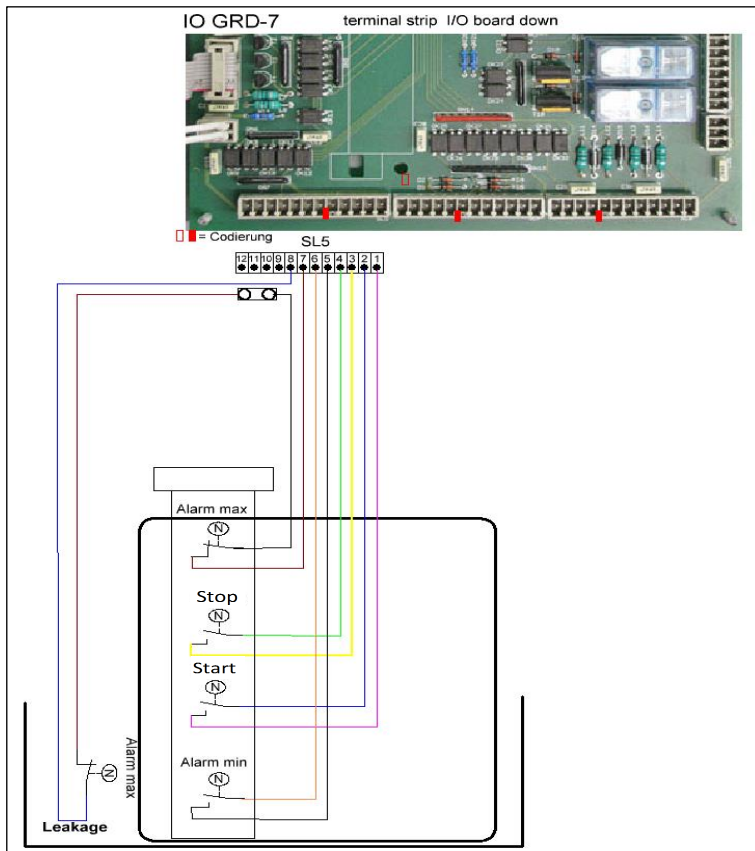 IO GRD-7 terminal strip I/O board down
= Codierung
SL5
12 11 10 9 8 7 6 5 4 3 2 1
Alarm max
N
Stop
N
Start
N
Alarm min
N
Alarm max
N
Leakage